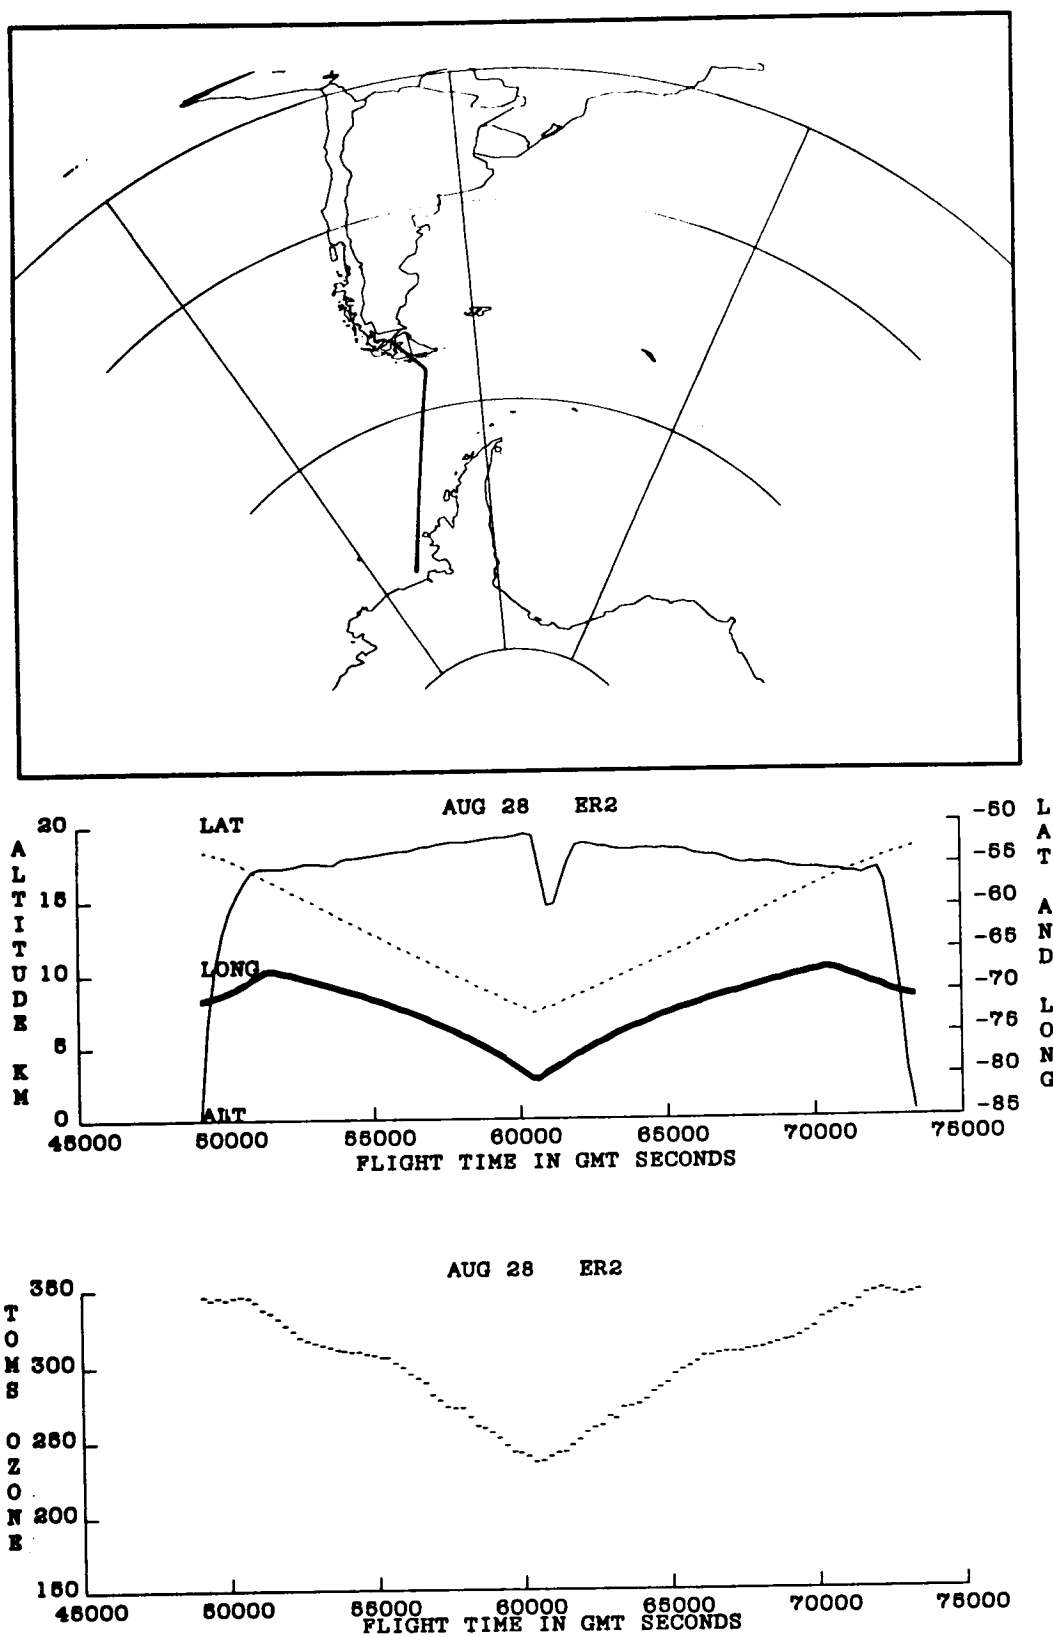 AUG 28 ER2
LAT
LONG
ALT
ALTITUDE KM
20
15
10
5
0
LAT AND LONG
-50
-55
-60
-65
-70
-75
-80
-85
45000 50000 55000 60000 65000 70000 75000
FLIGHT TIME IN GMT SECONDS
AUG 28 ER2
TOMS OZONE
350
300
250
200
150
45000 50000 55000 60000 65000 70000 75000
FLIGHT TIME IN GMT SECONDS